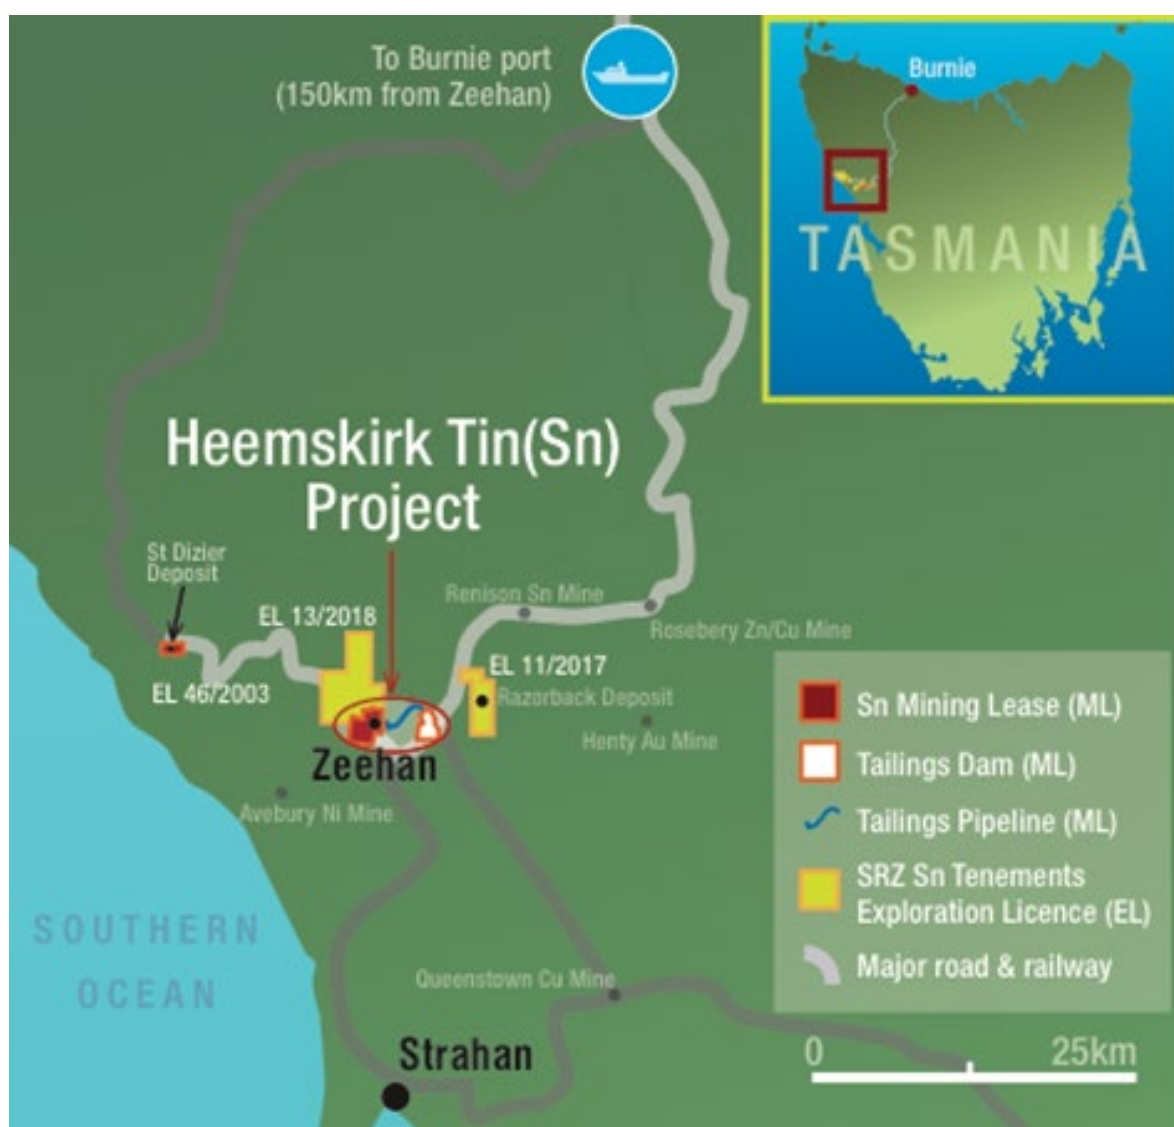 To Burnie port
(150km from Zeehan)
Burnie
TASMANIA
Heemskirk Tin(Sn)
Project
St Dizier
Deposit
Renison Sn Mine
EL 13/2018
Rosebery Zn/Cu Mine
EL 11/2017
EL 46/2003
Razorback Deposit
Henty Au Mine
Zeehan
Avebury Ni Mine
Sn Mining Lease (ML)
Tailings Dam (ML)
Tailings Pipeline (ML)
SRZ Sn Tenements
Exploration Licence (EL)
Major road & railway
SOUTHERN
OCEAN
Queenstown Cu Mine
Strahan
0 25km